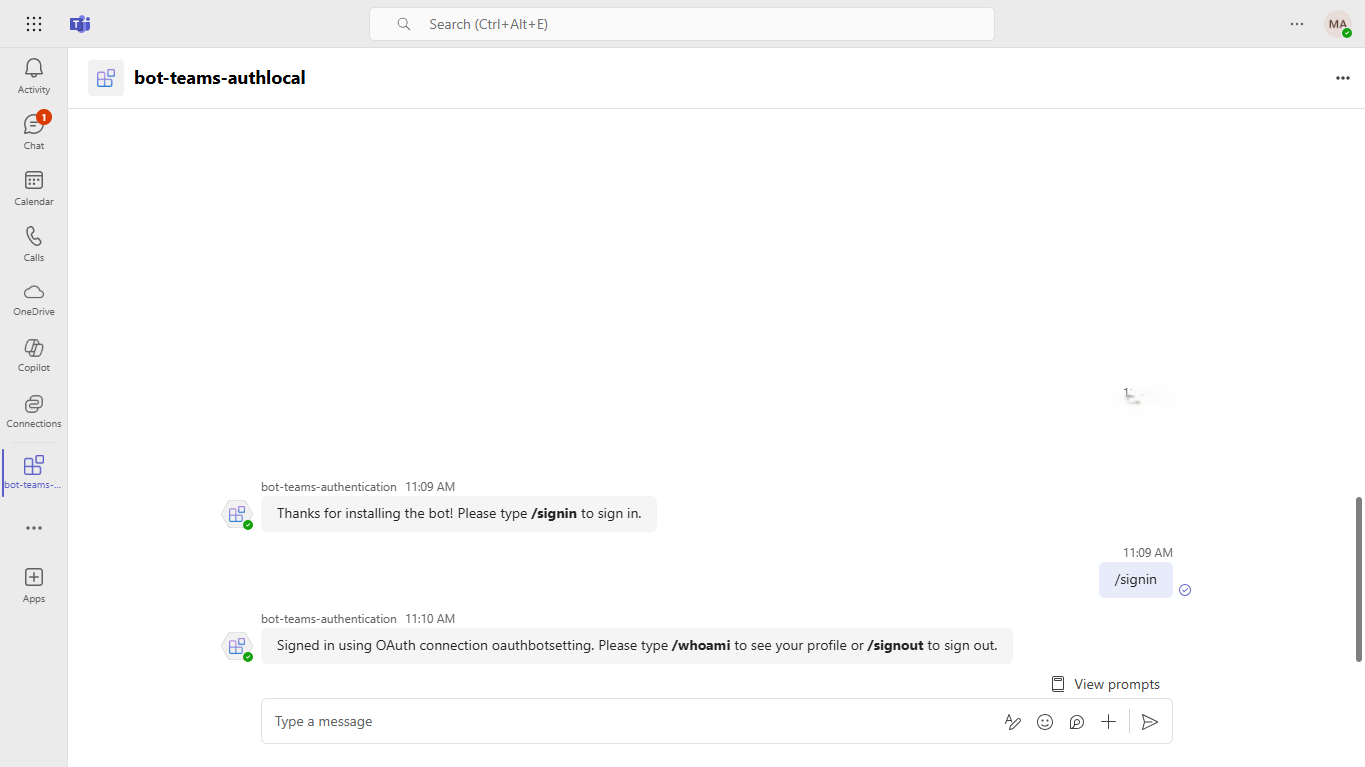 Search (Ctrl+Alt+E)
MA
Activity
1
Chat
Calendar
Calls
OneDrive
Copilot
Connections
bot-teams-...
Apps
bot-teams-authlocal
bot-teams-authentication 11:09 AM
Thanks for installing the bot! Please type /signin to sign in.
11:09 AM
/signin
bot-teams-authentication 11:10 AM
Signed in using OAuth connection oauthbotsetting. Please type /whoami to see your profile or /signout to sign out.
View prompts
Type a message